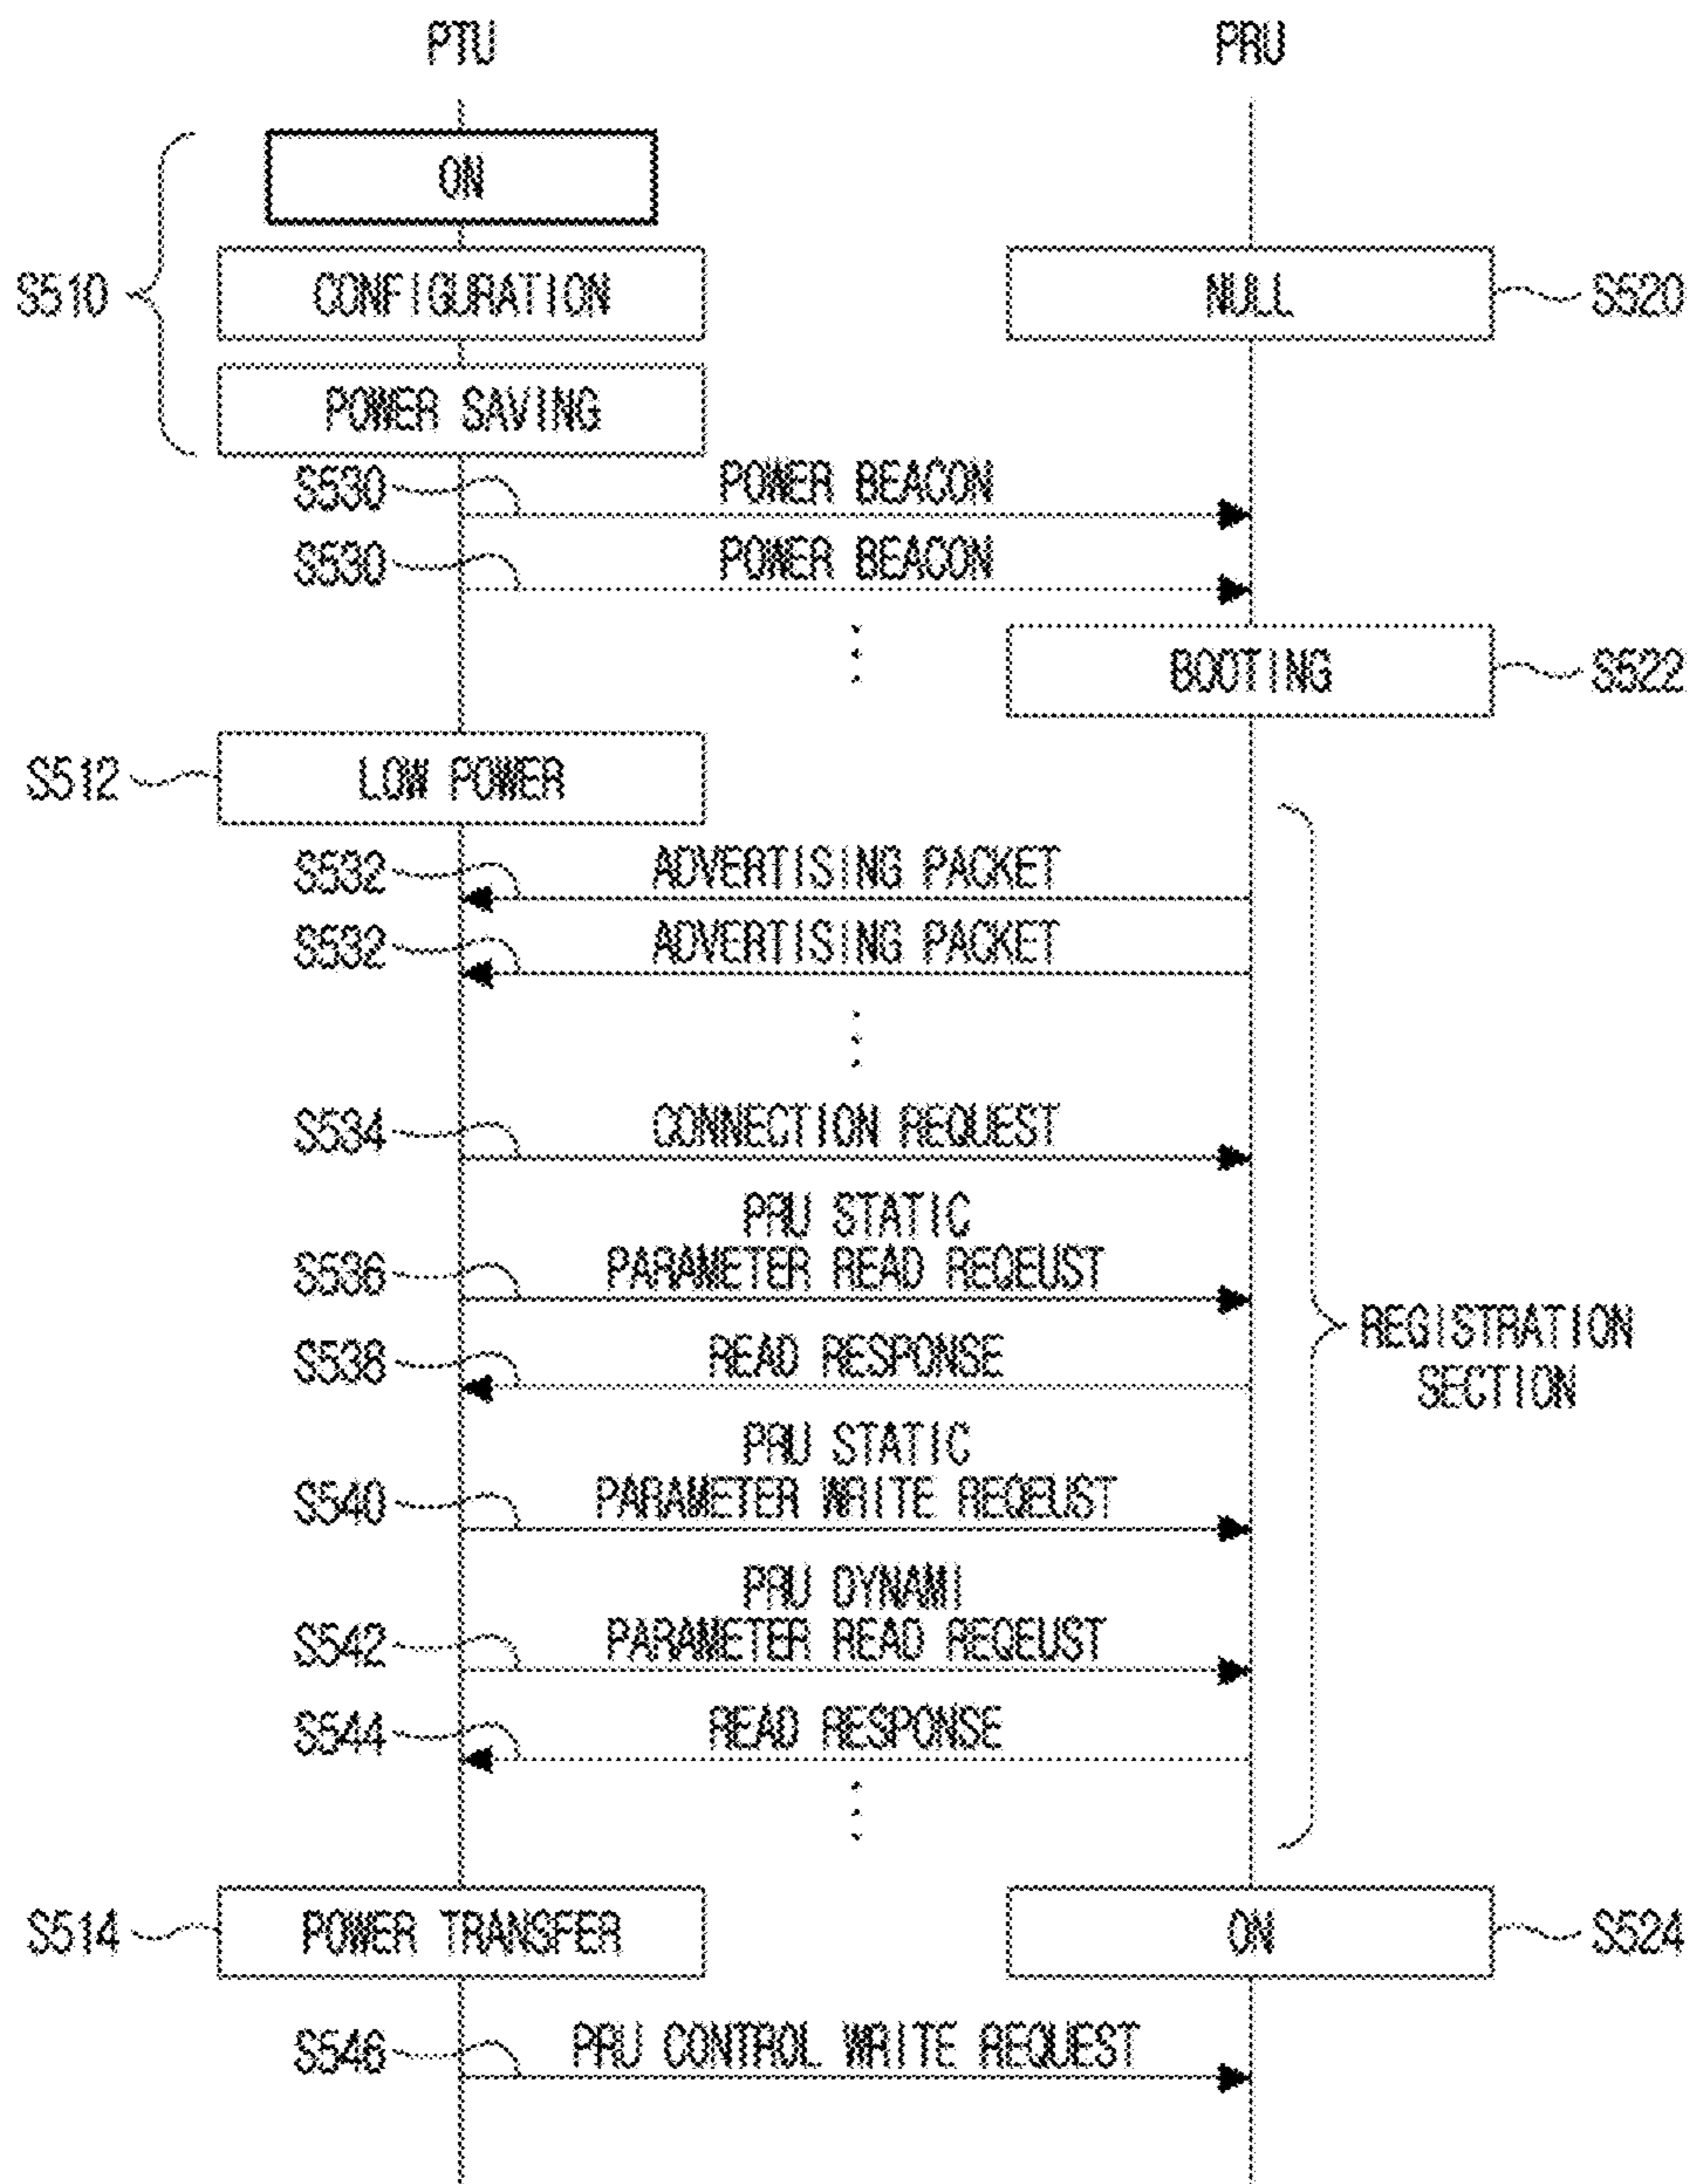 PTU
PRU
ON
S510
CONFIGURATION
NULL
S520
POWER SAVING
S530
POWER BEACON
S530
POWER BEACON
BOOTING
S522
S512
LOW POWER
S532
ADVERTISING PACKET
S532
ADVERTISING PACKET
S534
CONNECTION REQUEST
PRU STATIC
S536
PARAMETER READ REQEUST
REGISTRATION
SECTION
S538
READ RESPONSE
PRU STATIC
S540
PARAMETER WRITE REQEUST
PRU DYNAMI
S542
PARAMETER READ REQEUST
S544
READ RESPONSE
S514
POWER TRANSFER
ON
S524
S546
PRU CONTROL WRITE REQUEST